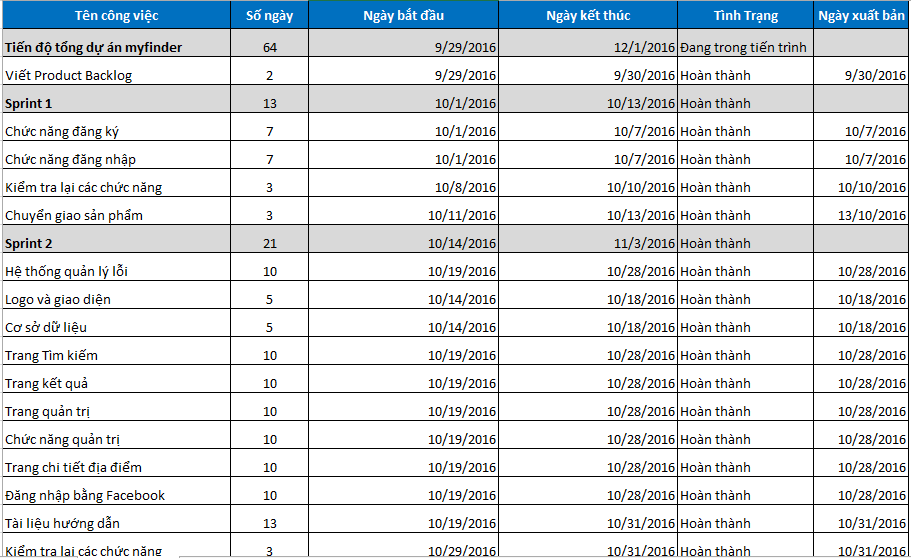 Tên công việc Số ngày Ngày bắt đầu Ngày kết thúc Tình Trạng Ngày xuất bản
Tiến độ tổng dự án myfinder 64 9/29/2016 12/1/2016 Đang trong tiến trình
Viết Product Backlog 2 9/29/2016 9/30/2016 Hoàn thành 9/30/2016
Sprint 1 13 10/1/2016 10/13/2016 Hoàn thành
Chức năng đăng ký 7 10/1/2016 10/7/2016 Hoàn thành 10/7/2016
Chức năng đăng nhập 7 10/1/2016 10/7/2016 Hoàn thành 10/7/2016
Kiểm tra lại các chức năng 3 10/8/2016 10/10/2016 Hoàn thành 10/10/2016
Chuyển giao sản phẩm 3 10/11/2016 10/13/2016 Hoàn thành 13/10/2016
Sprint 2 21 10/14/2016 11/3/2016 Hoàn thành
Hệ thống quản lý lỗi 10 10/19/2016 10/28/2016 Hoàn thành 10/28/2016
Logo và giao diện 5 10/14/2016 10/18/2016 Hoàn thành 10/18/2016
Cơ sở dữ liệu 5 10/14/2016 10/18/2016 Hoàn thành 10/18/2016
Trang Tìm kiếm 10 10/19/2016 10/28/2016 Hoàn thành 10/28/2016
Trang kết quả 10 10/19/2016 10/28/2016 Hoàn thành 10/28/2016
Trang quản trị 10 10/19/2016 10/28/2016 Hoàn thành 10/28/2016
Chức năng quản trị 10 10/19/2016 10/28/2016 Hoàn thành 10/28/2016
Trang chi tiết địa điểm 10 10/19/2016 10/28/2016 Hoàn thành 10/28/2016
Đăng nhập bằng Facebook 10 10/19/2016 10/28/2016 Hoàn thành 10/28/2016
Tài liệu hướng dẫn 13 10/19/2016 10/31/2016 Hoàn thành 10/31/2016
Kiểm tra lại các chức năng 3 10/29/2016 10/31/2016 Hoàn thành 10/31/2016